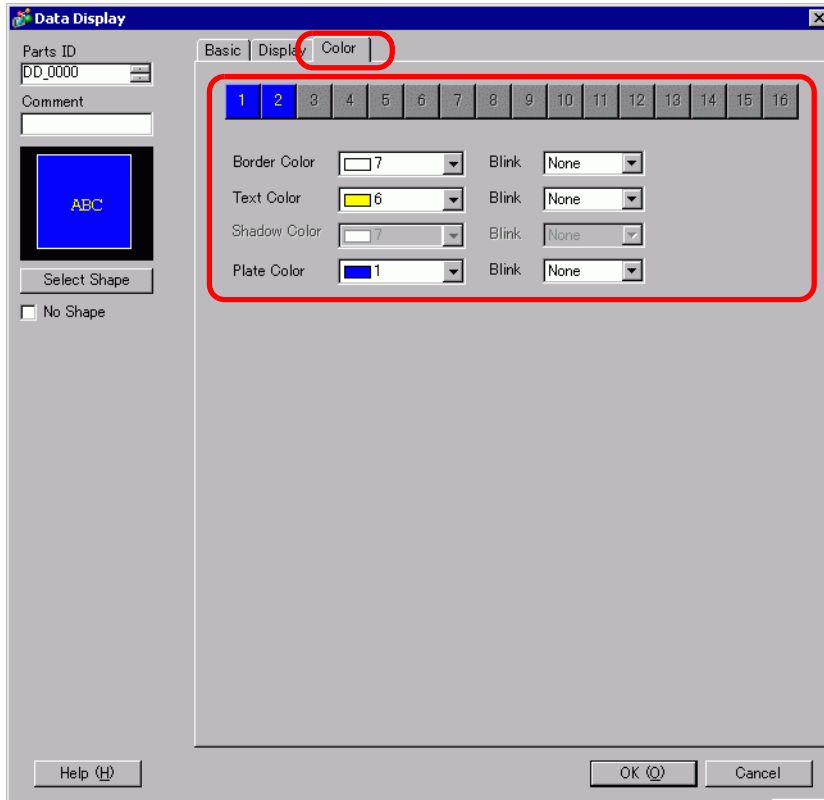 Data Display
Parts ID
DD_0000
Comment
ABC
Select Shape
No Shape
Basic Display Color
1 2 3 4 5 6 7 8 9 10 11 12 13 14 15 16
Border Color 7 Blink None
Text Color 6 Blink None
Shadow Color 7 Blink None
Plate Color 1 Blink None
Help (H) OK (O) Cancel